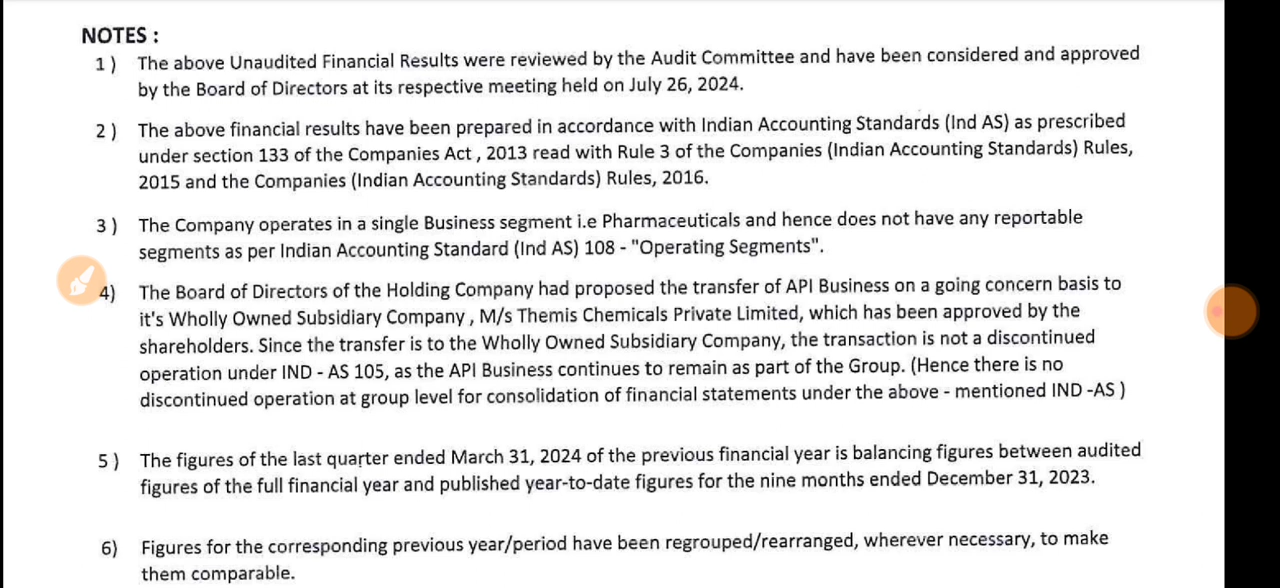 NOTES :
1) The above Unaudited Financial Results were reviewed by the Audit Committee and have been considered and approved
by the Board of Directors at its respective meeting held on July 26, 2024.
2) The above financial results have been prepared in accordance with Indian Accounting Standards (Ind AS) as prescribed
under section 133 of the Companies Act , 2013 read with Rule 3 of the Companies (Indian Accounting Standards) Rules,
2015 and the Companies (Indian Accounting Standards) Rules, 2016.
3) The Company operates in a single Business segment i.e Pharmaceuticals and hence does not have any reportable
segments as per Indian Accounting Standard (Ind AS) 108 - "Operating Segments".
4) The Board of Directors of the Holding Company had proposed the transfer of API Business on a going concern basis to
it's Wholly Owned Subsidiary Company , M/s Themis Chemicals Private Limited, which has been approved by the
shareholders. Since the transfer is to the Wholly Owned Subsidiary Company, the transaction is not a discontinued
operation under IND - AS 105, as the API Business continues to remain as part of the Group. (Hence there is no
discontinued operation at group level for consolidation of financial statements under the above - mentioned IND -AS )
5) The figures of the last quarter ended March 31, 2024 of the previous financial year is balancing figures between audited
figures of the full financial year and published year-to-date figures for the nine months ended December 31, 2023.
6) Figures for the corresponding previous year/period have been regrouped/rearranged, wherever necessary, to make
them comparable.